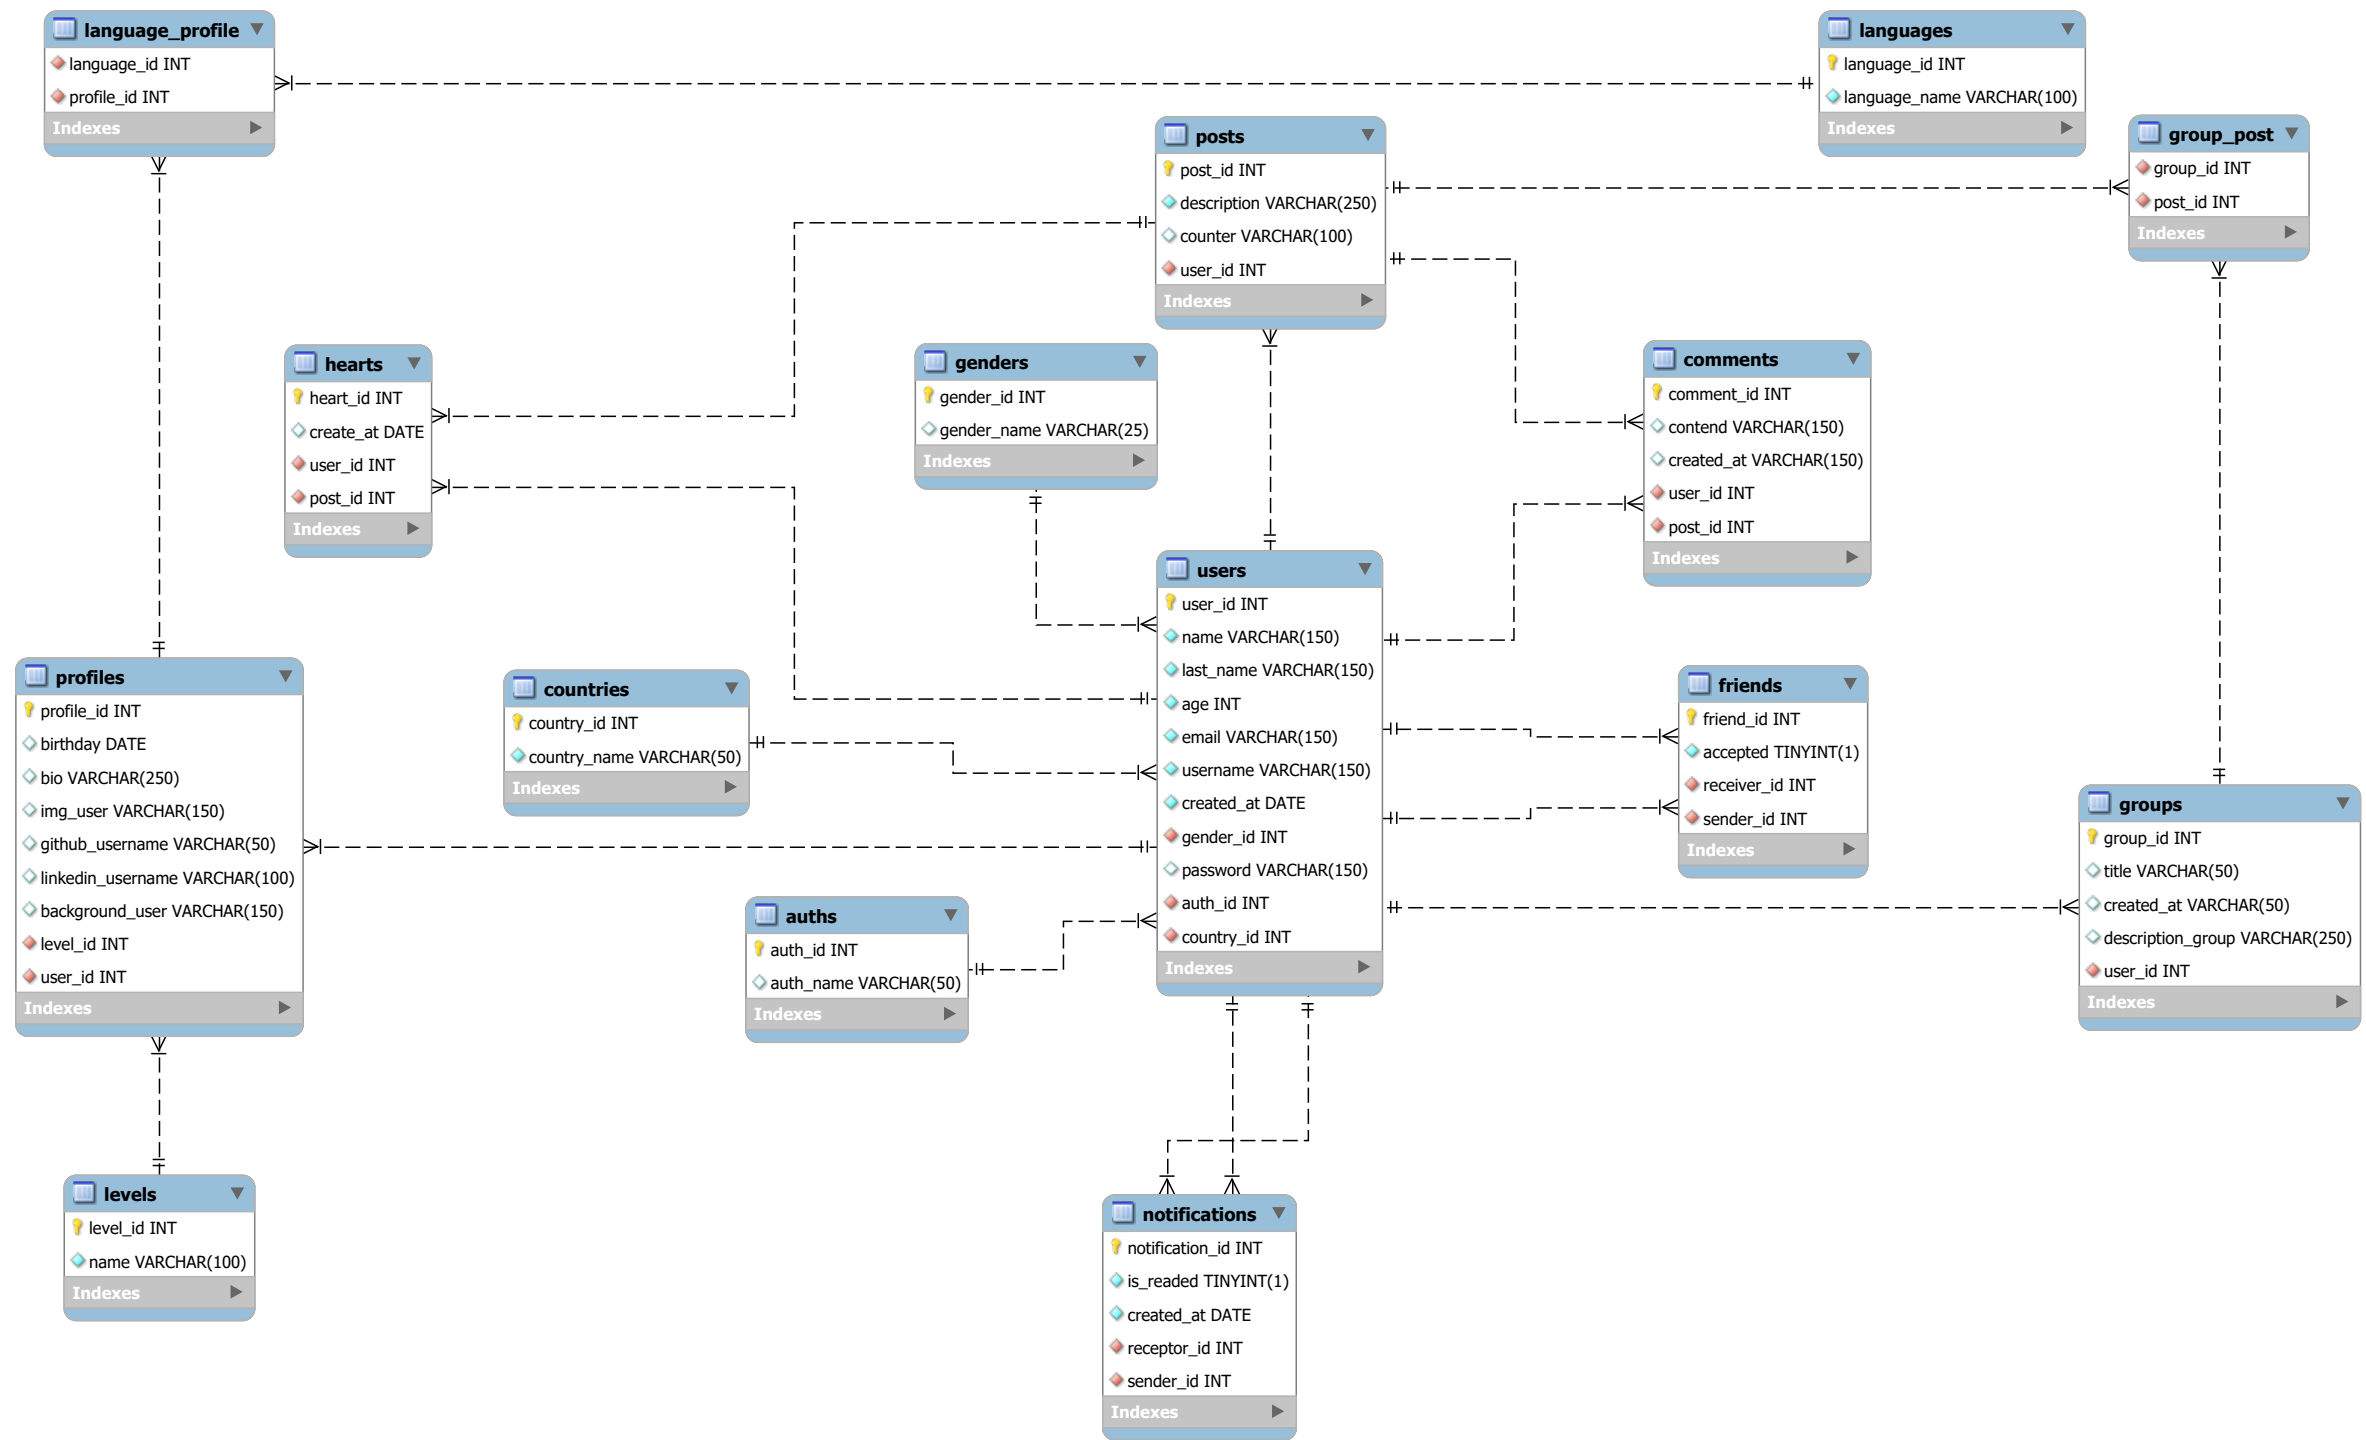 language_profile
language_id INT
profile_id INT
Indexes
languages
language_id INT
language_name VARCHAR(100)
Indexes
posts
post_id INT
description VARCHAR(250)
counter VARCHAR(100)
user_id INT
Indexes
group_post
group_id INT
post_id INT
Indexes
hearts
heart_id INT
create_at DATE
user_id INT
post_id INT
Indexes
genders
gender_id INT
gender_name VARCHAR(25)
Indexes
comments
comment_id INT
contend VARCHAR(150)
created_at VARCHAR(150)
user_id INT
post_id INT
Indexes
users
user_id INT
name VARCHAR(150)
last_name VARCHAR(150)
age INT
email VARCHAR(150)
username VARCHAR(150)
created_at DATE
gender_id INT
password VARCHAR(150)
auth_id INT
country_id INT
Indexes
profiles
profile_id INT
birthday DATE
bio VARCHAR(250)
img_user VARCHAR(150)
github_username VARCHAR(50)
linkedin_username VARCHAR(100)
background_user VARCHAR(150)
level_id INT
user_id INT
Indexes
countries
country_id INT
country_name VARCHAR(50)
Indexes
friends
friend_id INT
accepted TINYINT(1)
receiver_id INT
sender_id INT
Indexes
groups
group_id INT
title VARCHAR(50)
created_at VARCHAR(50)
description_group VARCHAR(250)
user_id INT
Indexes
auths
auth_id INT
auth_name VARCHAR(50)
Indexes
levels
level_id INT
name VARCHAR(100)
Indexes
notifications
notification_id INT
is_readed TINYINT(1)
created_at DATE
receptor_id INT
sender_id INT
Indexes